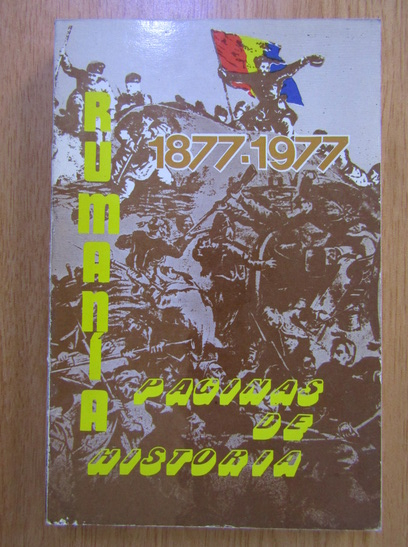 RUMANÍA
1877·1977
PAGINAS
DE
HISTORIA